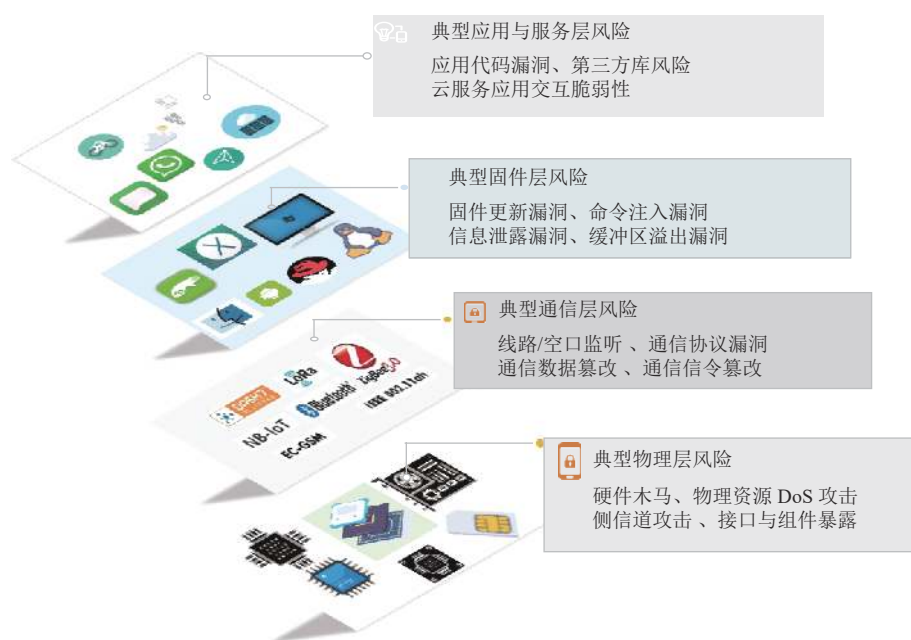 典型应用与服务层风险
应用代码漏洞、第三方库风险
云服务应用交互脆弱性
典型固件层风险
固件更新漏洞、命令注入漏洞
信息泄露漏洞、缓冲区溢出漏洞
典型通信层风险
线路/空口监听 、通信协议漏洞
通信数据篡改 、通信信令篡改
LoRa
ZigBee
DASH7
Bluetooth
IEEE 802.11ah
NB-IoT
EC-GSM
典型物理层风险
硬件木马、物理资源 DoS 攻击
侧信道攻击 、接口与组件暴露